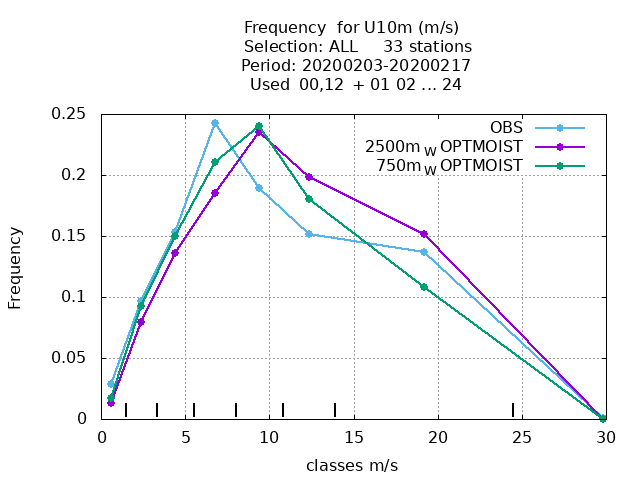 Frequency  for U10m (m/s)
Selection: ALL     33 stations
Period: 20200203-20200217
Used  00,12  + 01 02 ... 24
0.25
0.2
0.15
0.1
0.05
0
Frequency
OBS
2500m W OPTMOIST
750m W OPTMOIST
0 5 10 15 20 25 30
classes m/s